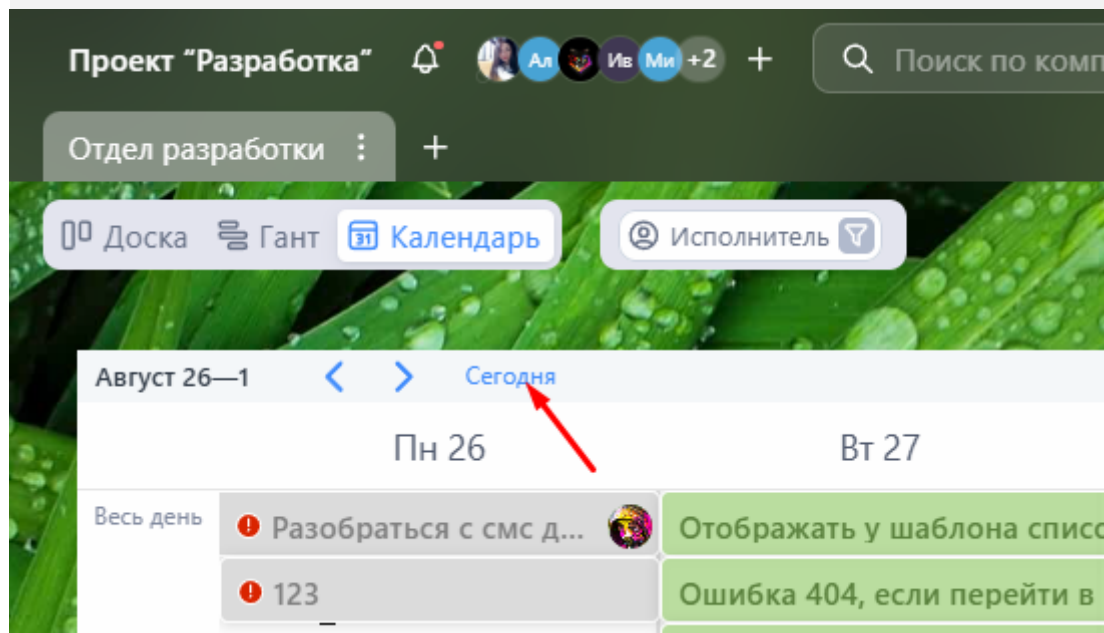 Проект “Разработка” Ал Ив Ми +2 + Поиск по комп
Отдел разработки +
Доска Гант 31 Календарь Исполнитель
Август 26—1 Сегодня
Пн 26 Вт 27
Весь день Разобраться с смс д... Отображать у шаблона списо
123 Ошибка 404, если перейти в